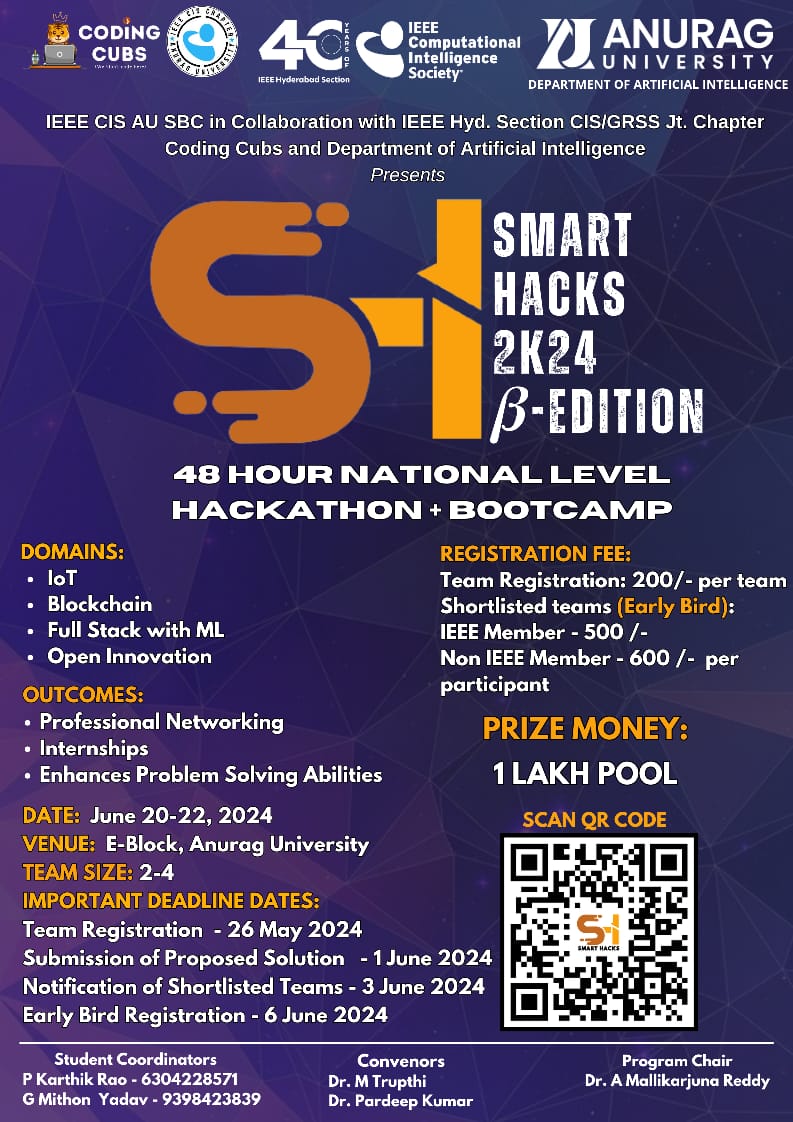 CODING
CUBS
IEEE CIS CHAPTER
ANURAG UNIVERSITY
40
YEARS OF
IEEE Hyderabad Section
IEEE
Computational
Intelligence
Society
ANURAG
UNIVERSITY
DEPARTMENT OF ARTIFICIAL INTELLIGENCE
IEEE CIS AU SBC in Collaboration with IEEE Hyd. Section CIS/GRSS Jt. Chapter
Coding Cubs and Department of Artificial Intelligence
Presents
SH
SMART
HACKS
2K24
β-EDITION
48 HOUR NATIONAL LEVEL
HACKATHON + BOOTCAMP
DOMAINS:
• IoT
• Blockchain
• Full Stack with ML
• Open Innovation
OUTCOMES:
• Professional Networking
• Internships
• Enhances Problem Solving Abilities
DATE: June 20-22, 2024
VENUE: E-Block, Anurag University
TEAM SIZE: 2-4
IMPORTANT DEADLINE DATES:
Team Registration - 26 May 2024
Submission of Proposed Solution - 1 June 2024
Notification of Shortlisted Teams - 3 June 2024
Early Bird Registration - 6 June 2024
REGISTRATION FEE:
Team Registration: 200/- per team
Shortlisted teams (Early Bird):
IEEE Member - 500 /-
Non IEEE Member - 600 /- per
participant
PRIZE MONEY:
1 LAKH POOL
SCAN QR CODE
SH
SMART HACKS
Student Coordinators
P Karthik Rao - 6304228571
G Mithon Yadav - 9398423839
Convenors
Dr. M Trupthi
Dr. Pardeep Kumar
Program Chair
Dr. A Mallikarjuna Reddy